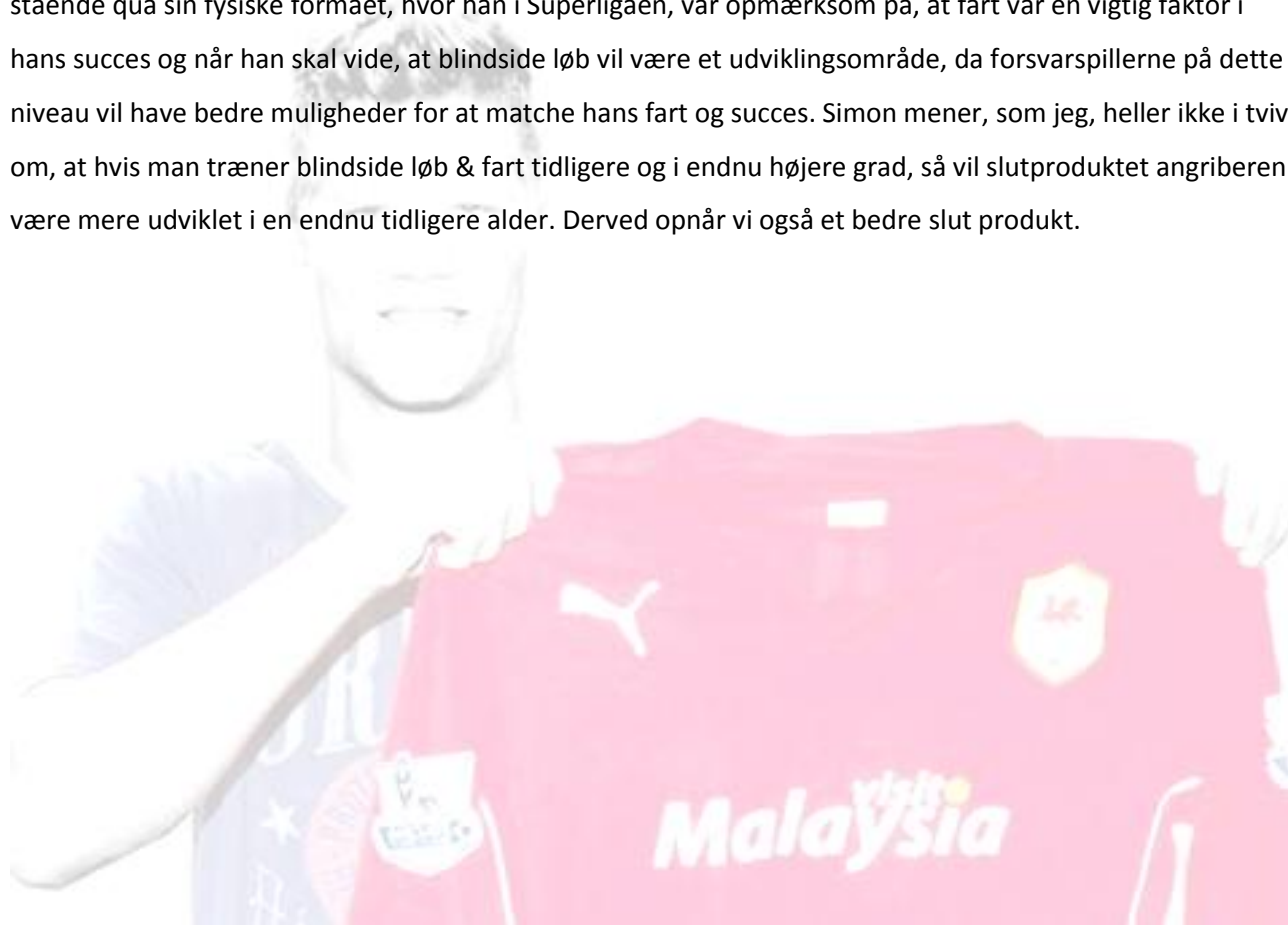 stående qua sin fysiske formået, hvor han i Superligaen, var opmærksom på, at fart var en vigtig faktor i
hans succes og når han skal vide, at blindside løb vil være et udviklingsområde, da forsvarspillerne på dette
niveau vil have bedre muligheder for at matche hans fart og succes. Simon mener, som jeg, heller ikke i tviv
om, at hvis man træner blindside løb & fart tidligere og i endnu højere grad, så vil slutproduktet angriberen
være mere udviklet i en endnu tidligere alder. Derved opnår vi også et bedre slut produkt.
visit
Malaysia